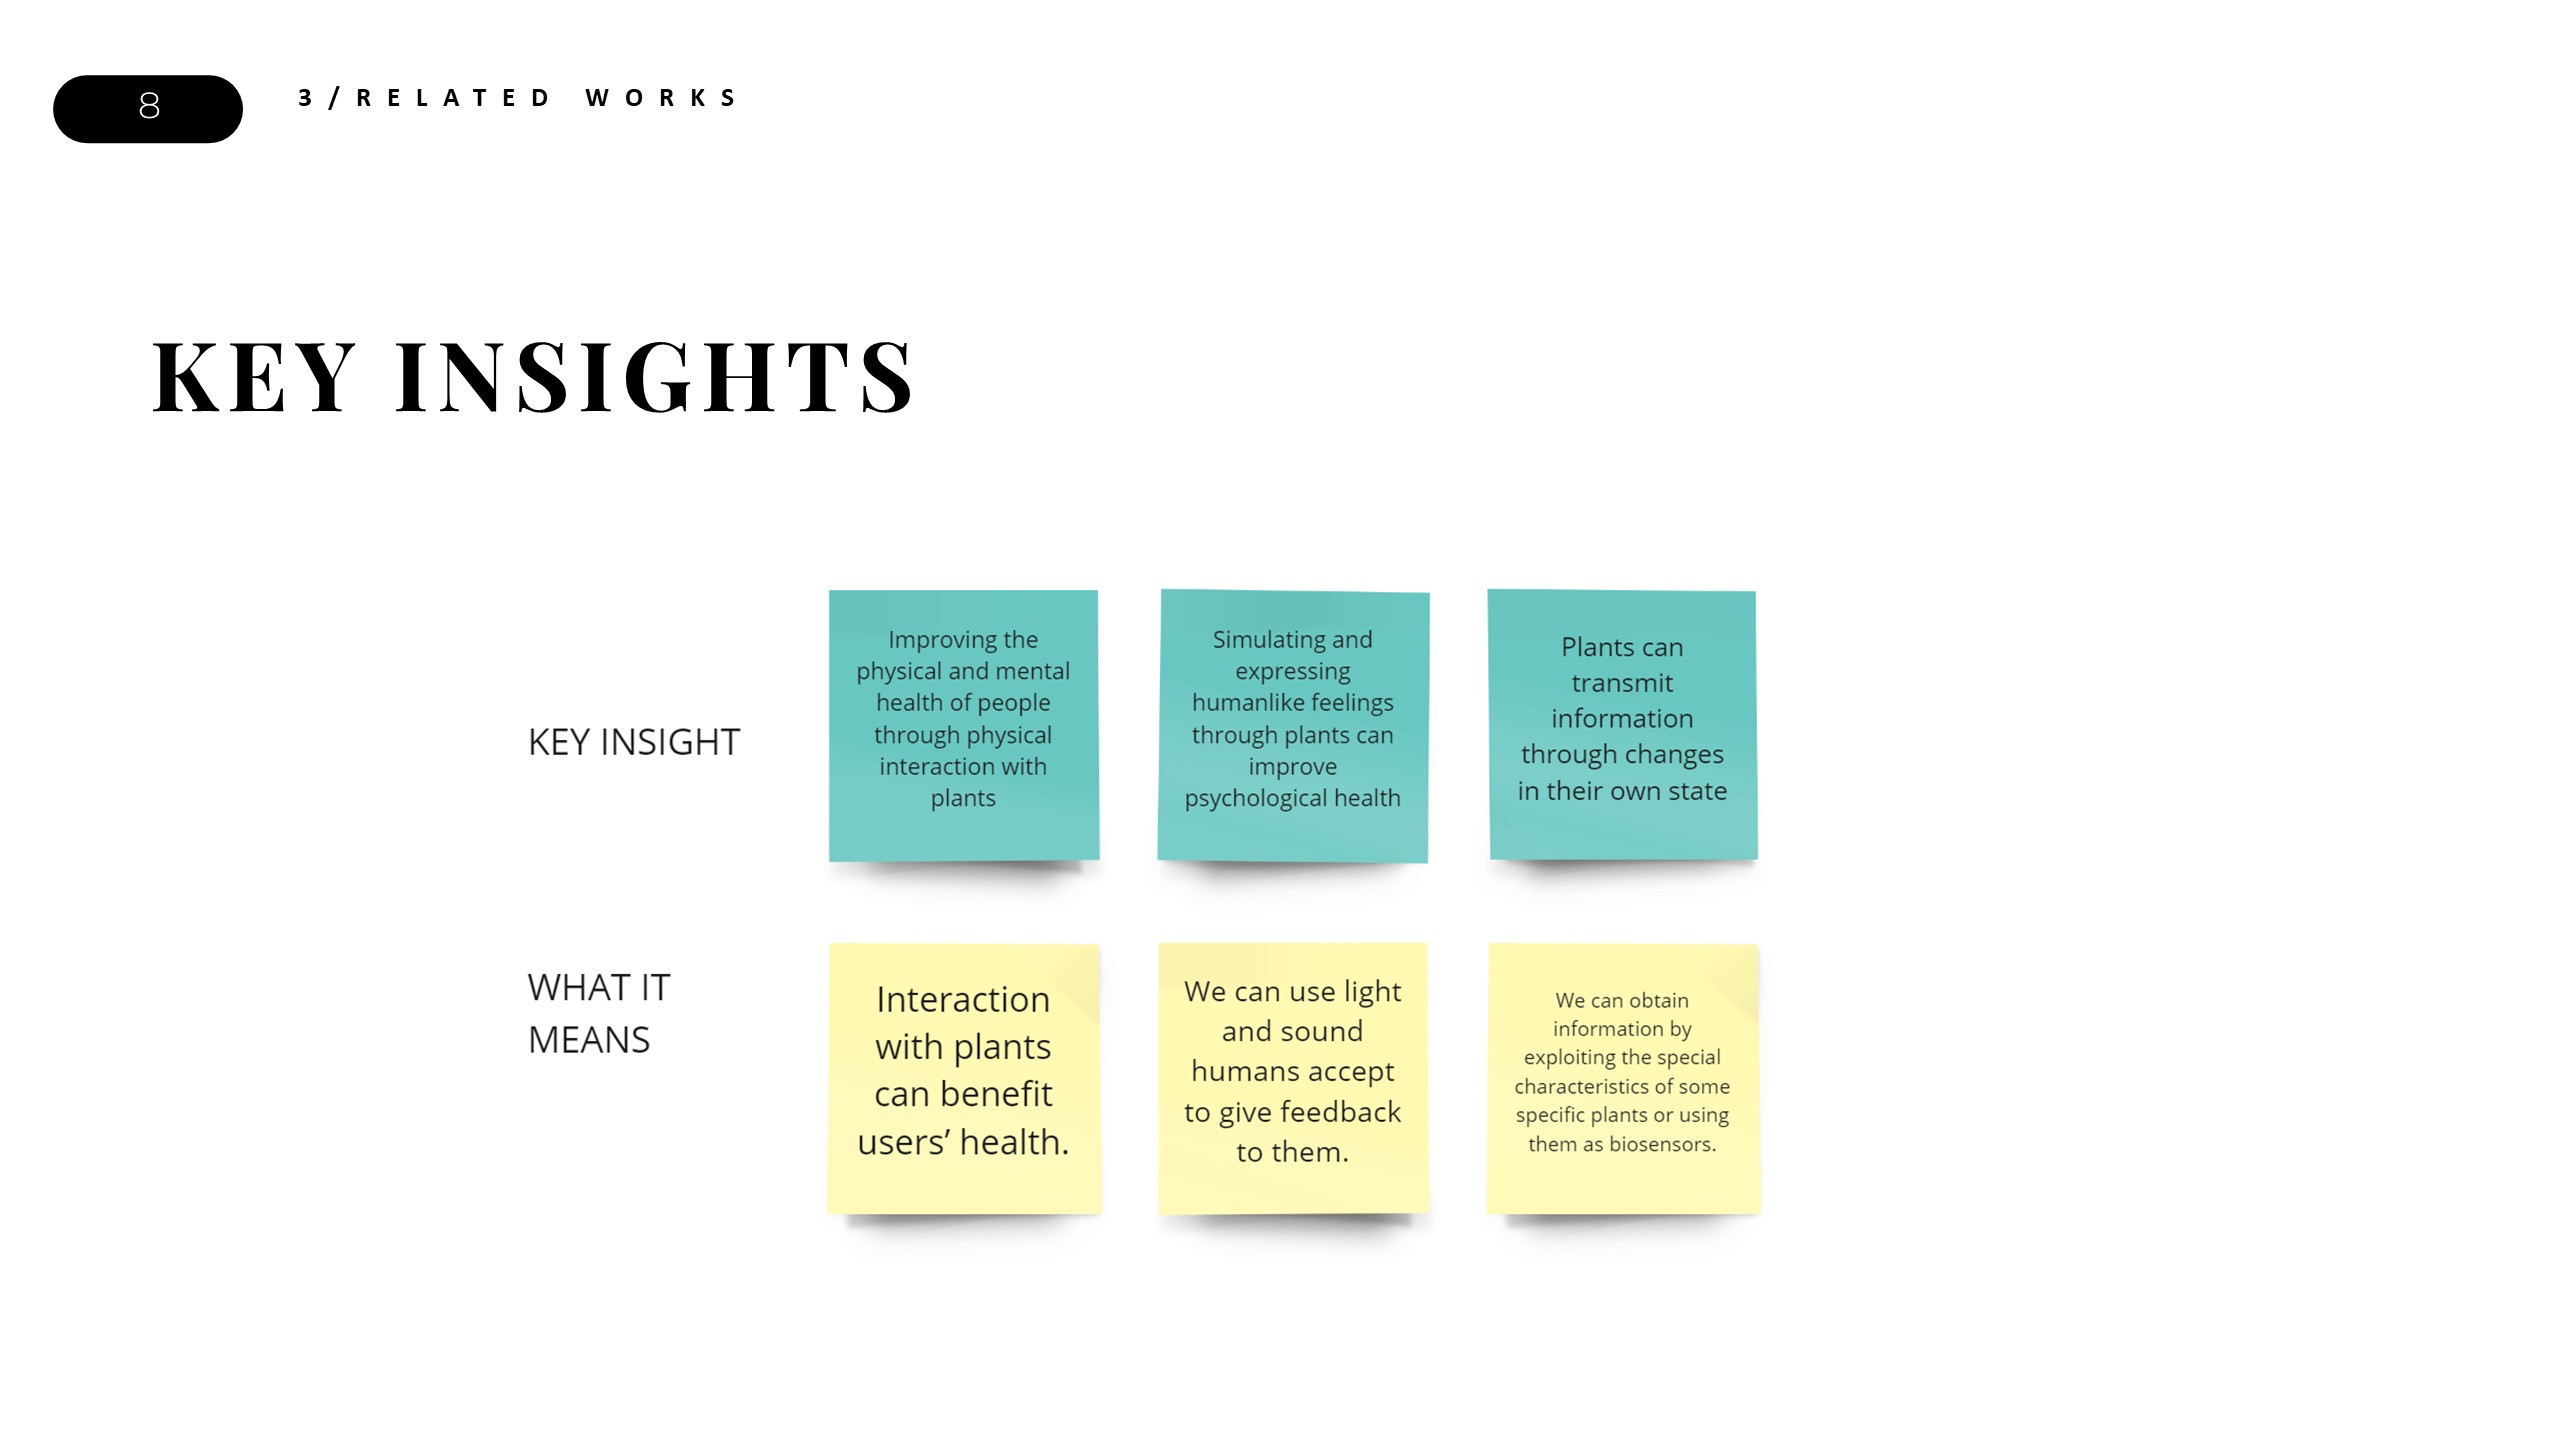 8
3/RELATED WORKS
KEY INSIGHTS
KEY INSIGHT
Improving the
physical and mental
health of people
through physical
interaction with
plants
Simulating and
expressing
humanlike feelings
through plants can
improve
psychological health
Plants can
transmit
information
through changes
in their own state
WHAT IT
MEANS
Interaction
with plants
can benefit
users’ health.
We can use light
and sound
humans accept
to give feedback
to them.
We can obtain
information by
exploiting the special
characteristics of some
specific plants or using
them as biosensors.